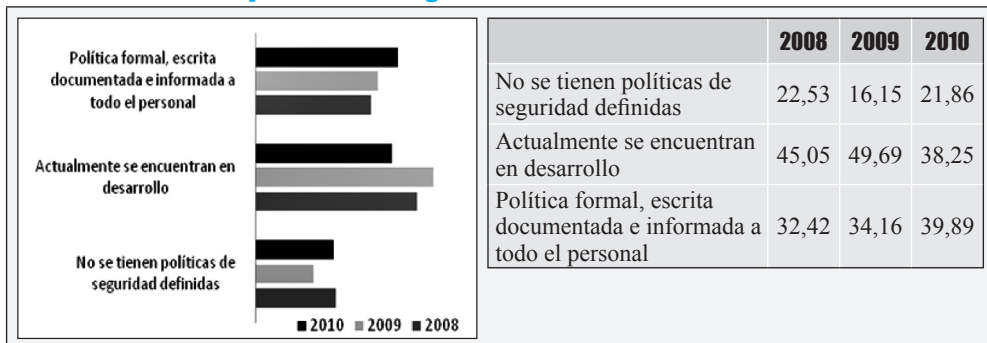 Política formal, escrita
documentada e informada a
todo el personal
Actualmente se encuentran en
desarrollo
No se tienen políticas de
seguridad definidas
2010 2009 2008
2008 2009 2010
No se tienen políticas de
seguridad definidas
22,53 16,15 21,86
Actualmente se encuentran
en desarrollo
45,05 49,69 38,25
Política formal, escrita
documentada e informada a
todo el personal
32,42 34,16 39,89